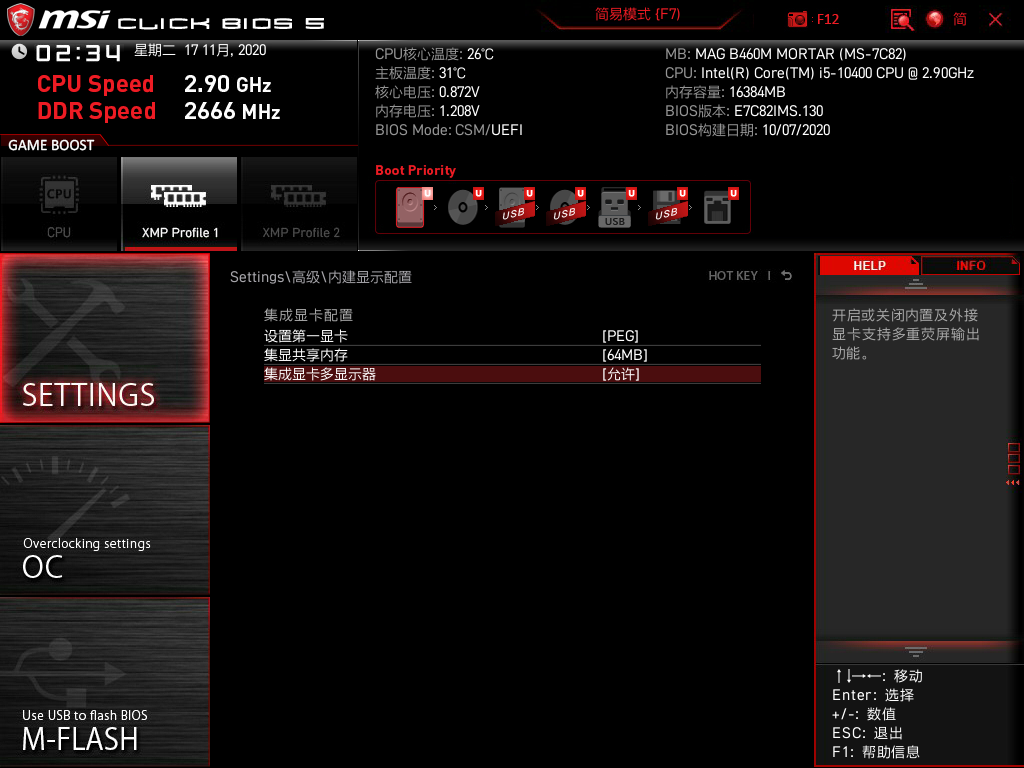 msi CLICK BIOS 5
简易模式 (F7)
: F12
简
02:34 星期二 17 11月, 2020
CPU Speed 2.90 GHz
DDR Speed 2666 MHz
CPU核心温度: 26°C
主板温度: 31°C
核心电压: 0.872V
内存电压: 1.208V
BIOS Mode: CSM/UEFI
MB: MAG B460M MORTAR (MS-7C82)
CPU: Intel(R) Core(TM) i5-10400 CPU @ 2.90GHz
内存容量: 16384MB
BIOS版本: E7C82IMS.130
BIOS构建日期: 10/07/2020
GAME BOOST
CPU
CPU
XMP Profile 1
XMP Profile 2
Boot Priority
U U U U U U U
USB USB USB USB
SETTINGS
Overclocking settings
OC
Use USB to flash BIOS
M-FLASH
Settings\高级\内建显示配置
HOT KEY
集成显卡配置
设置第一显卡 [PEG]
集显共享内存 [64MB]
集成显卡多显示器 [允许]
HELP
INFO
开启或关闭内置及外接
显卡支持多重荧屏输出
功能。
↑↓→←: 移动
Enter: 选择
+/-: 数值
ESC: 退出
F1: 帮助信息